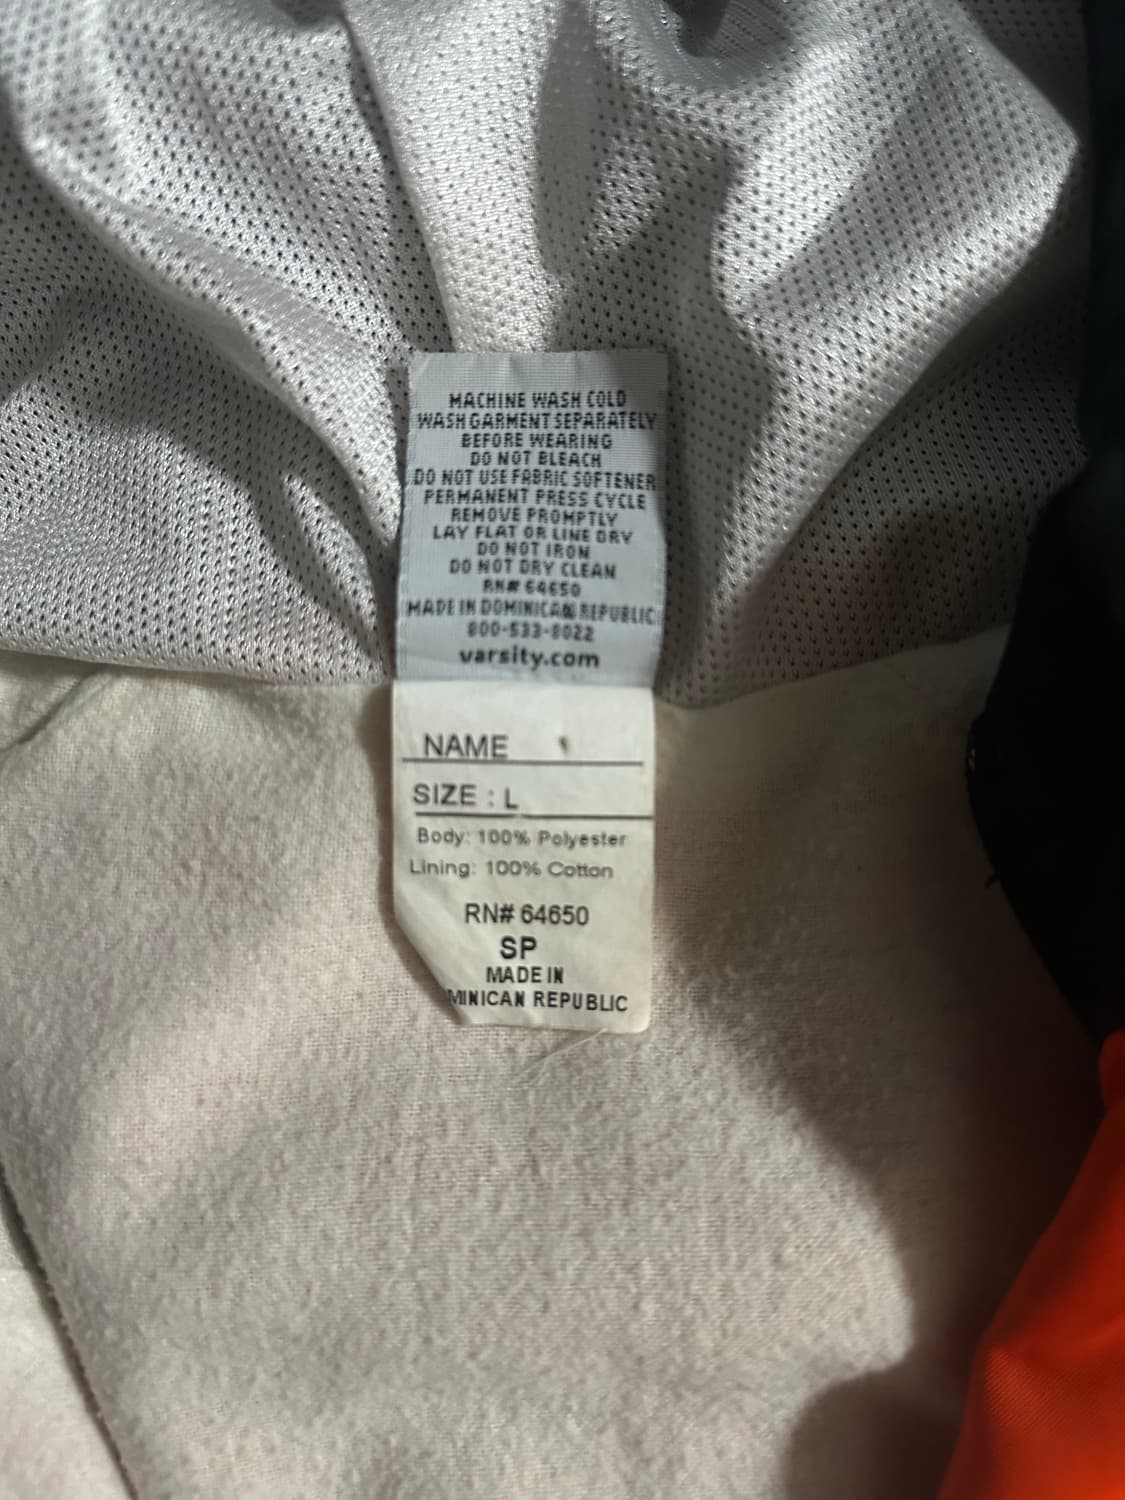 MACHINE WASH COLD
WASH GARMENT SEPARATELY
BEFORE WEARING
DO NOT BLEACH
DO NOT USE FABRIC SOFTENER
PERMANENT PRESS CYCLE
REMOVE PROMPTLY
LAY FLAT OR LINE DRY
DO NOT IRON
DO NOT DRY CLEAN
RN# 64650
MADE IN DOMINICAN REPUBLIC
800-533-8022
varsity.com
NAME
SIZE : L
Body: 100% Polyester
Lining: 100% Cotton
RN# 64650
SP
MADE IN
MINICAN REPUBLIC